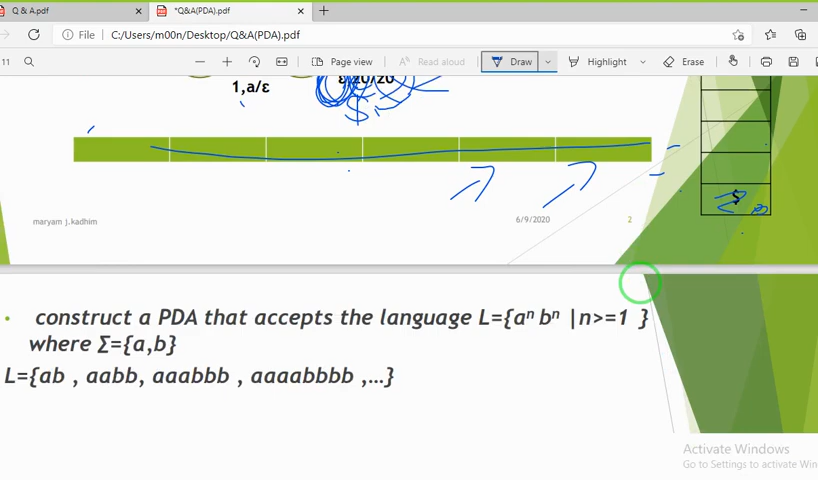 Q & A.pdf
*Q&A(PDA).pdf
File
C:/Users/m00n/Desktop/Q&A(PDA).pdf
11
Page view
Read aloud
Draw
Highlight
Erase
1,a/ε
$
$
maryam j.kadhim
6/9/2020
2
construct a PDA that accepts the language L={aⁿ bⁿ |n>=1 }
where Σ={a,b}
L={ab , aabb, aaabbb , aaaabbbb ,…}
Activate Windows
Go to Settings to activate Win